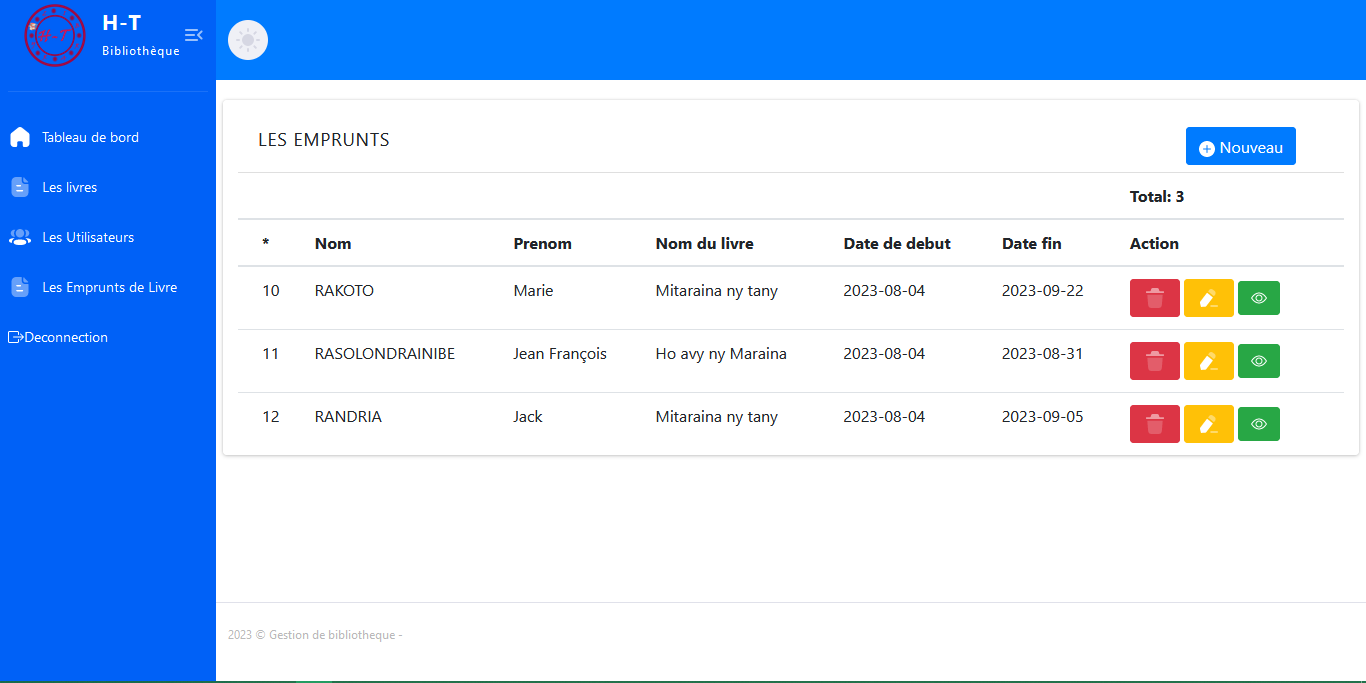 H-T
H-T
Bibliothèque
Tableau de bord
Les livres
Les Utilisateurs
Les Emprunts de Livre
Deconnection
LES EMPRUNTS
Nouveau
Total: 3
* Nom Prenom Nom du livre Date de debut Date fin Action
10 RAKOTO Marie Mitaraina ny tany 2023-08-04 2023-09-22
11 RASOLONDRAINIBE Jean François Ho avy ny Maraina 2023-08-04 2023-08-31
12 RANDRIA Jack Mitaraina ny tany 2023-08-04 2023-09-05
2023 © Gestion de bibliotheque -